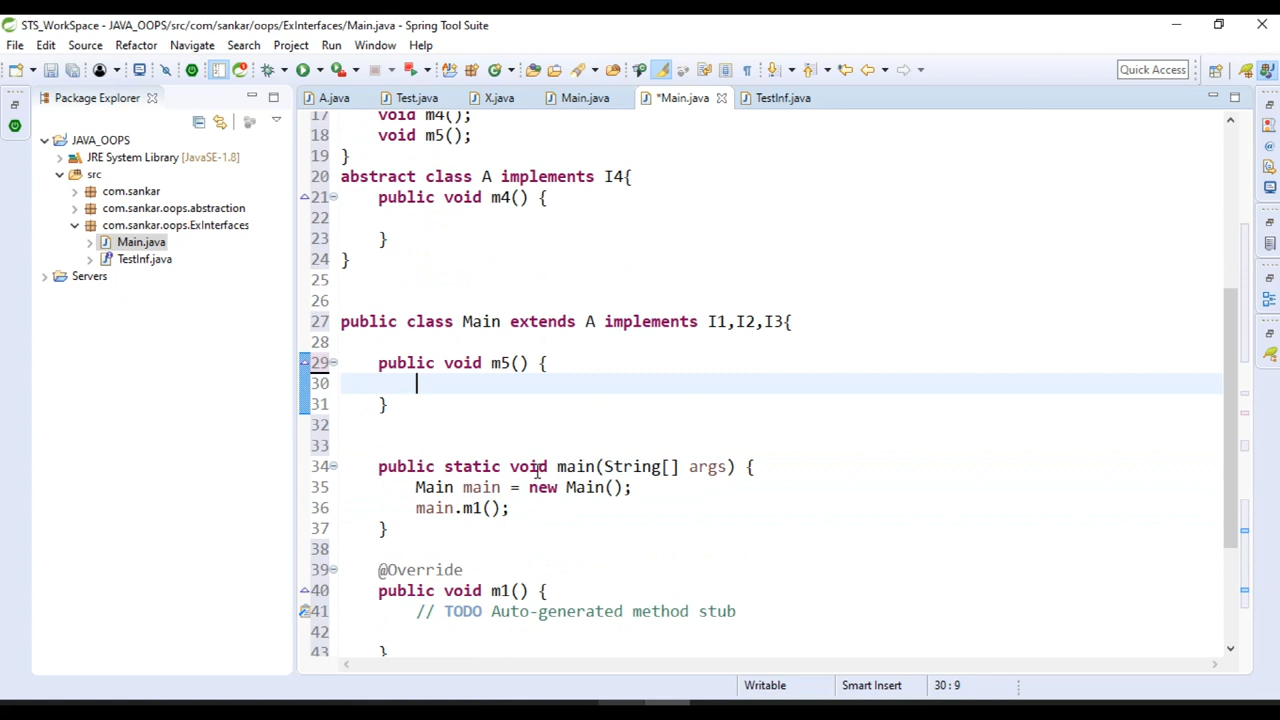 STS_WorkSpace - JAVA_OOPS/src/com/sankar/oops/ExInterfaces/Main.java - Spring Tool Suite
File Edit Source Refactor Navigate Search Project Run Window Help
Quick Access
Package Explorer
A.java Test.java X.java Main.java *Main.java TestInf.java
JAVA_OOPS
JRE System Library [JavaSE-1.8]
src
com.sankar
com.sankar.oops.abstraction
com.sankar.oops.ExInterfaces
Main.java
TestInf.java
Servers
17 void m4();
18 void m5();
19 }
20 abstract class A implements I4{
21 public void m4() {
22
23 }
24 }
25
26
27 public class Main extends A implements I1,I2,I3{
28
29 public void m5() {
30
31 }
32
33
34 public static void main(String[] args) {
35 Main main = new Main();
36 main.m1();
37 }
38
39 @Override
40 public void m1() {
41 // TODO Auto-generated method stub
42
43 }
Writable Smart Insert 30 : 9